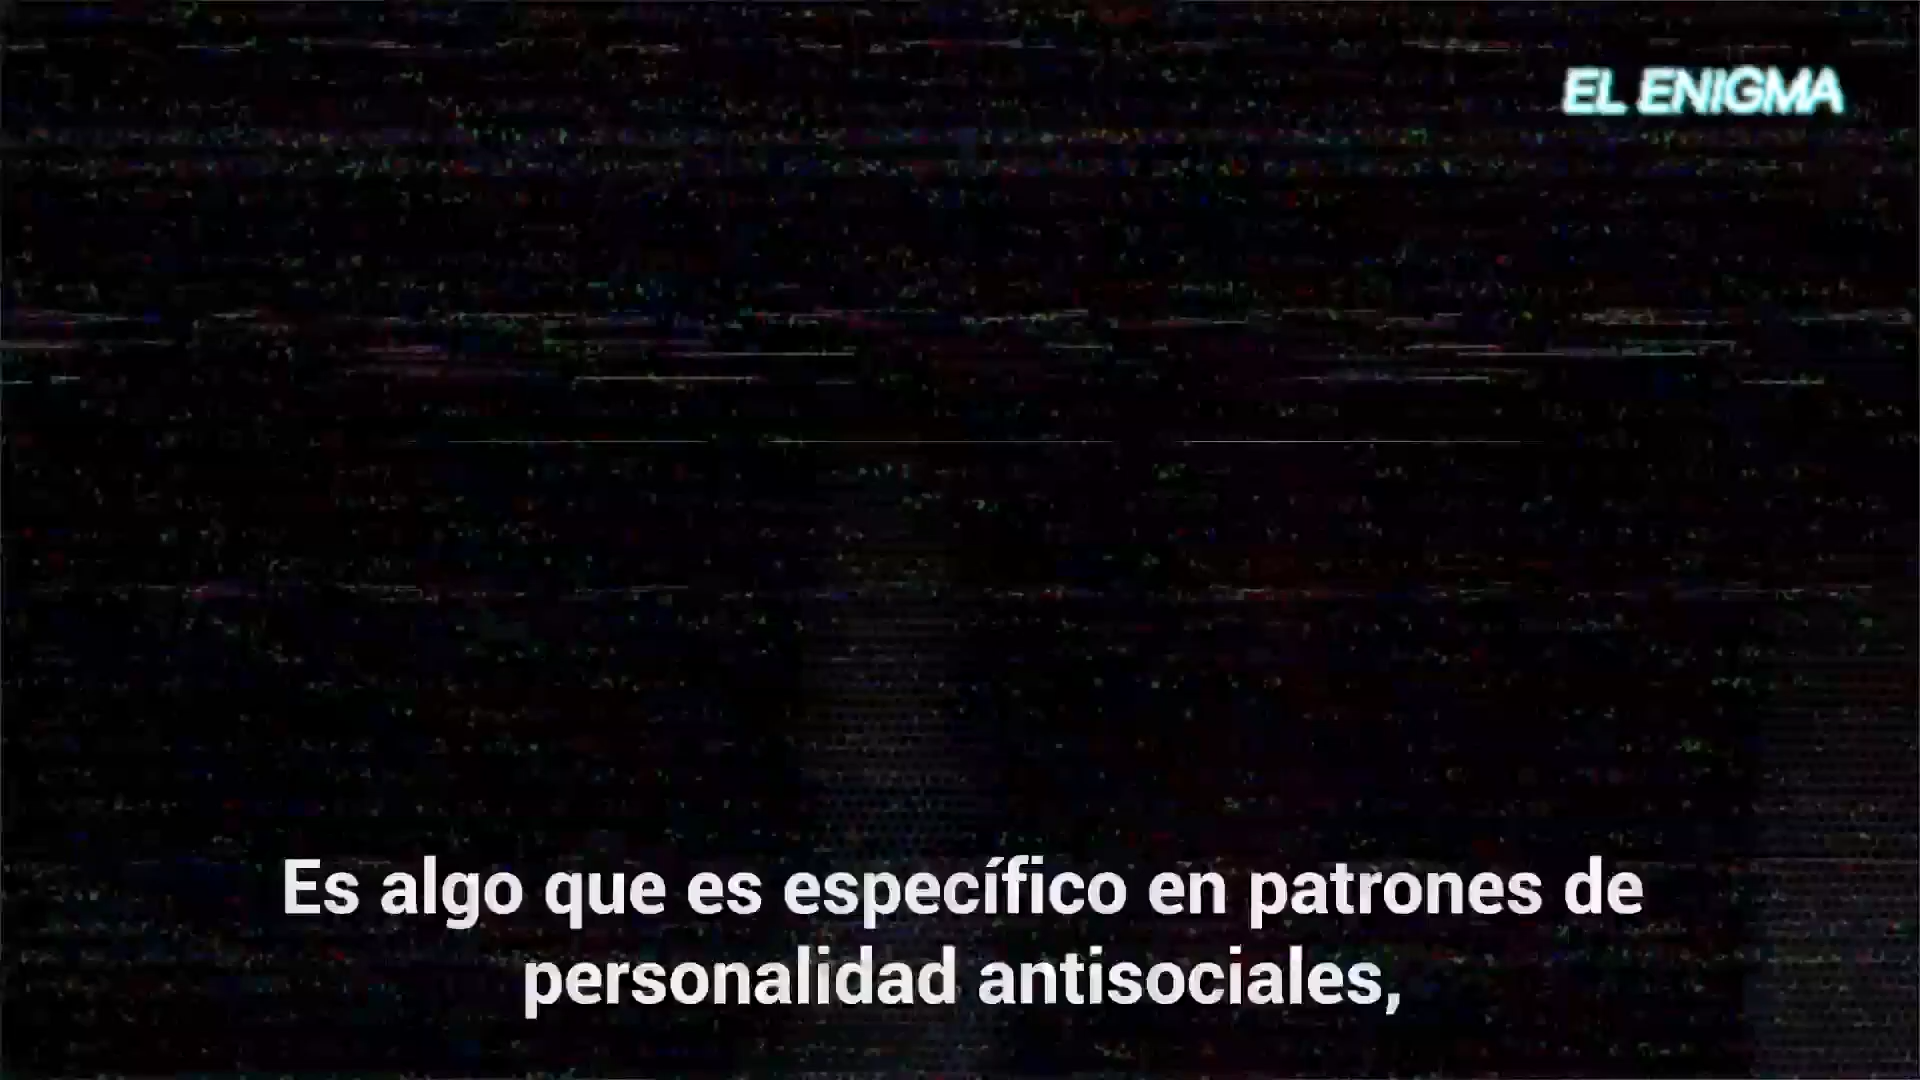 EL ENIGMA
Es algo que es específico en patrones de
personalidad antisociales,